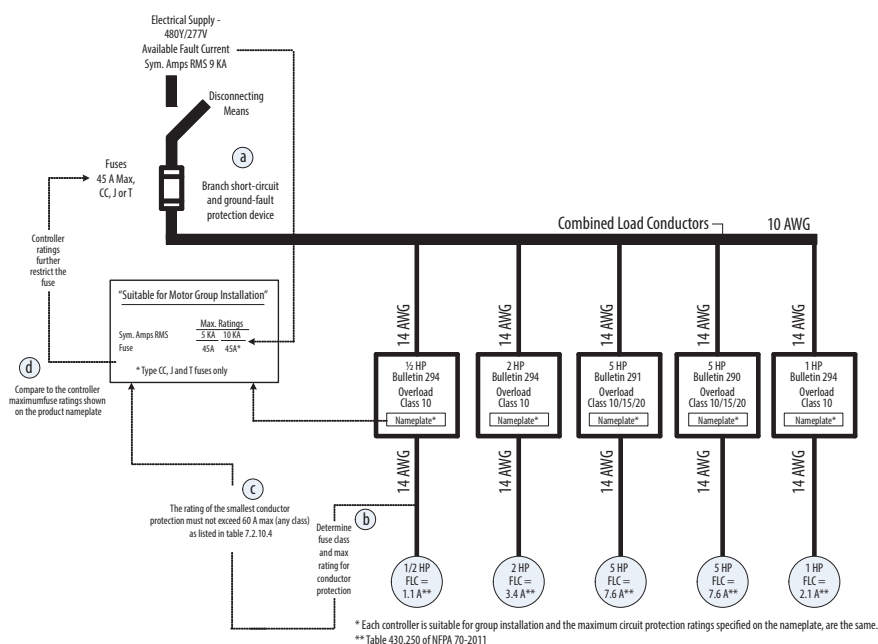 Electrical Supply -
480Y/277V
Available Fault Current
Sym. Amps RMS 9 KA
Disconnecting
Means
a
Fuses
45 A Max,
CC, J or T
Branch short-circuit
and ground-fault
protection device
Combined Load Conductors
10 AWG
Controller
ratings
further
restrict the
fuse
"Suitable for Motor Group Installation"
Max. Ratings
Sym. Amps RMS 5 KA 10 KA
Fuse 45A 45A*
* Type CC, J and T fuses only
d
Compare to the controller
maximumfuse ratings shown
on the product nameplate
14 AWG
14 AWG
14 AWG
14 AWG
14 AWG
½ HP
Bulletin 294
Overload
Class 10
Nameplate*
2 HP
Bulletin 294
Overload
Class 10
Nameplate*
5 HP
Bulletin 291
Overload
Class 10/15/20
Nameplate*
5 HP
Bulletin 290
Overload
Class 10/15/20
Nameplate*
1 HP
Bulletin 294
Overload
Class 10
Nameplate*
14 AWG
14 AWG
14 AWG
14 AWG
14 AWG
c
The rating of the smallest conductor
protection must not exceed 60 A max (any class)
as listed in table 7.2.10.4
b
Determine
fuse class
and max
rating for
conductor
protection
1/2 HP
FLC =
1.1 A**
2 HP
FLC =
3.4 A**
5 HP
FLC =
7.6 A**
5 HP
FLC =
7.6 A**
1 HP
FLC =
2.1 A**
* Each controller is suitable for group installation and the maximum circuit protection ratings specified on the nameplate, are the same.
** Table 430.250 of NFPA 70-2011